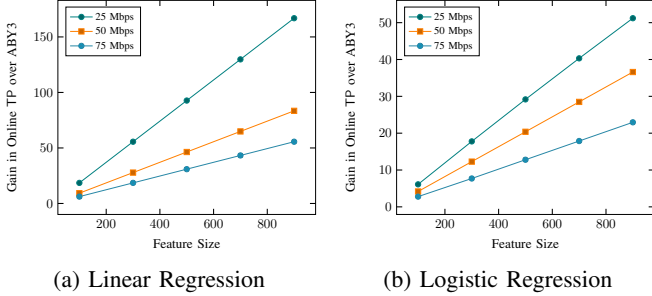 Gain in Online TP over ABY3
150
100
50
0
25 Mbps
50 Mbps
75 Mbps
200 400 600 800
Feature Size
(a) Linear Regression
Gain in Online TP over ABY3
50
40
30
20
10
0
25 Mbps
50 Mbps
75 Mbps
200 400 600 800
Feature Size
(b) Logistic Regression